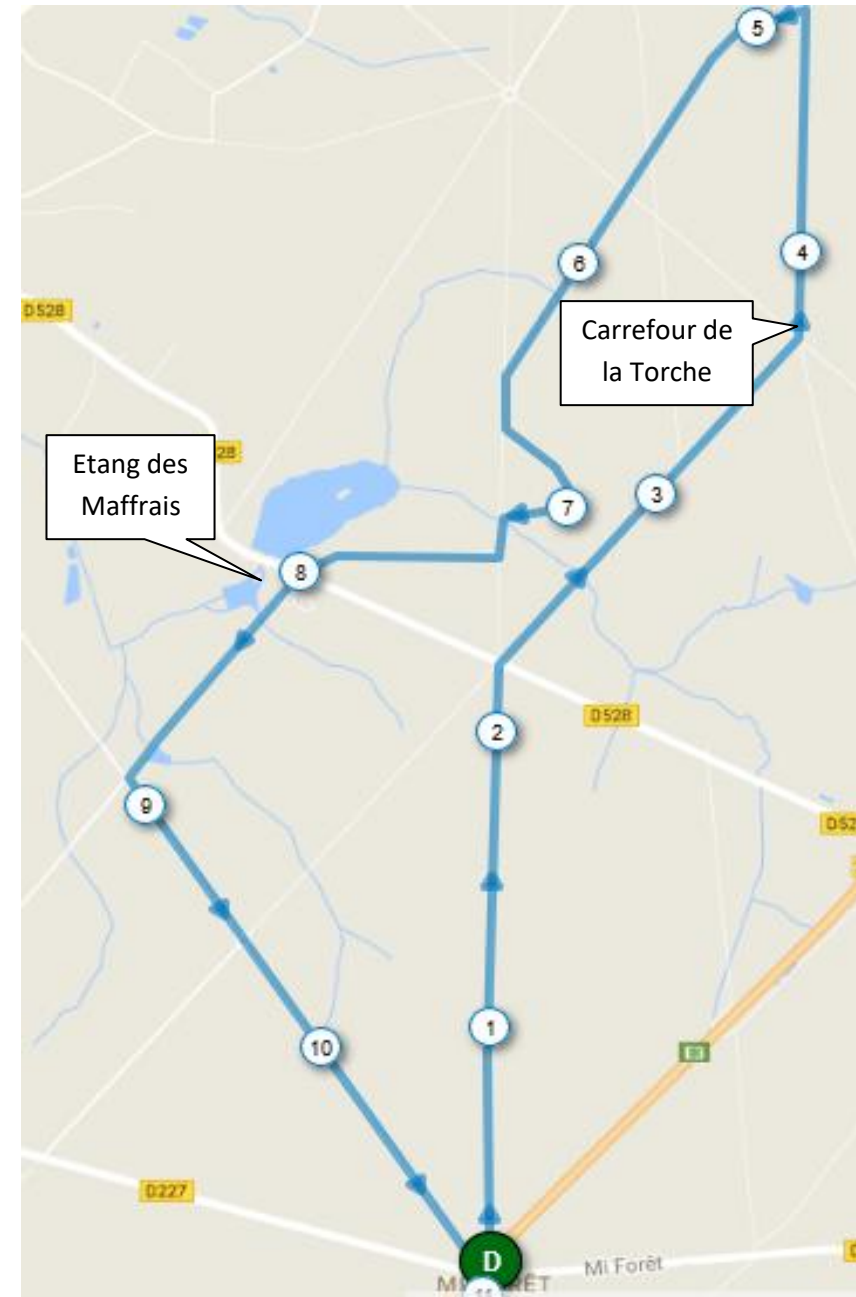 5
4
6
D528
Carrefour de
la Torche
28
Etang des
Maffrais
3
7
8
D528
2
9
D52
1
10
E3
D227
D
Mi Forêt
11